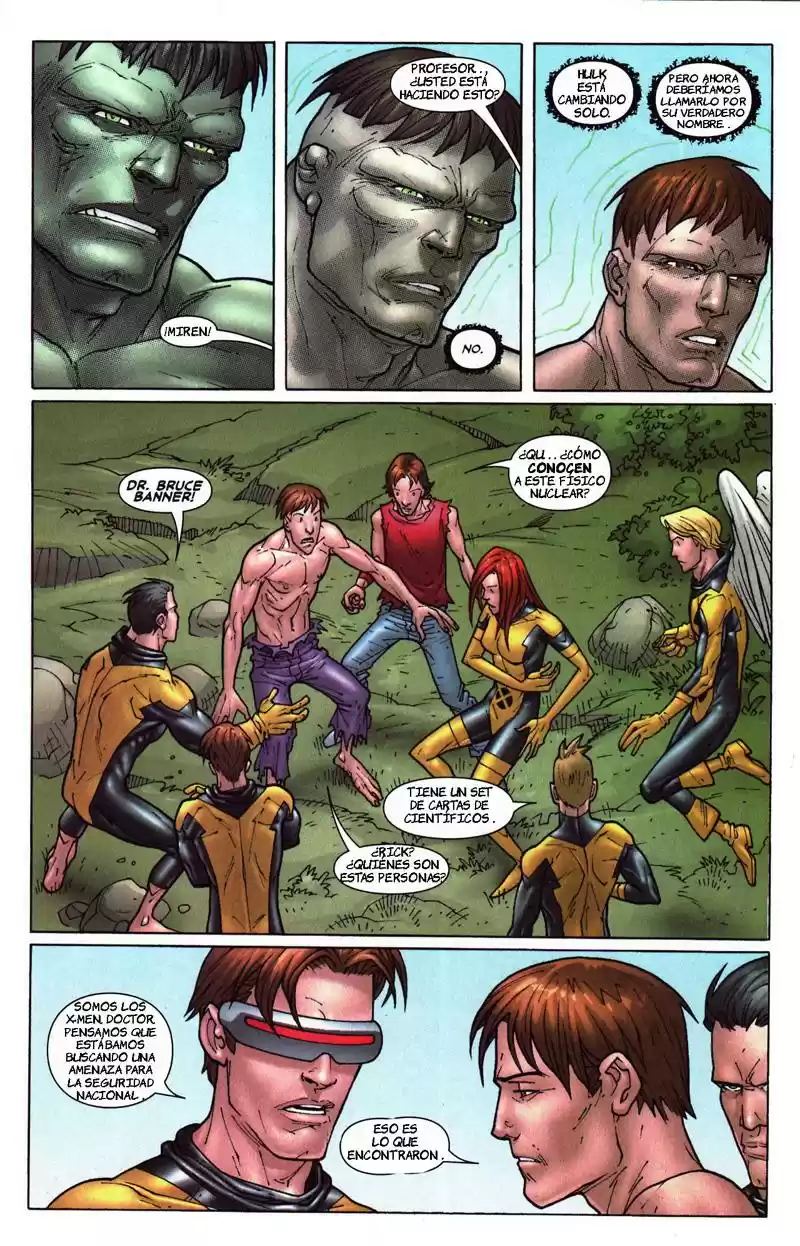 ¡MIREN!
PROFESOR..,
¿USTED ESTÁ
HACIENDO ESTO?
NO.
HULK
ESTÁ
CAMBIANDO
SOLO.
PERO AHORA
DEBERÍAMOS
LLAMARLO POR
SU VERDADERO
NOMBRE.
DR. BRUCE
BANNER!
¿QU.. ¿CÓMO
CONOCEN
A ESTE FÍSICO
NUCLEAR?
TIENE UN SET
DE CARTAS DE
CIENTÍFICOS.
¿RICK?
¿QUIÉNES SON
ESTAS PERSONAS?
SOMOS LOS
X-MEN, DOCTOR.
PENSAMOS QUE
ESTÁBAMOS
BUSCANDO UNA
AMENAZA PARA
LA SEGURIDAD
NACIONAL.
ESO ES
LO QUE
ENCONTRARON.